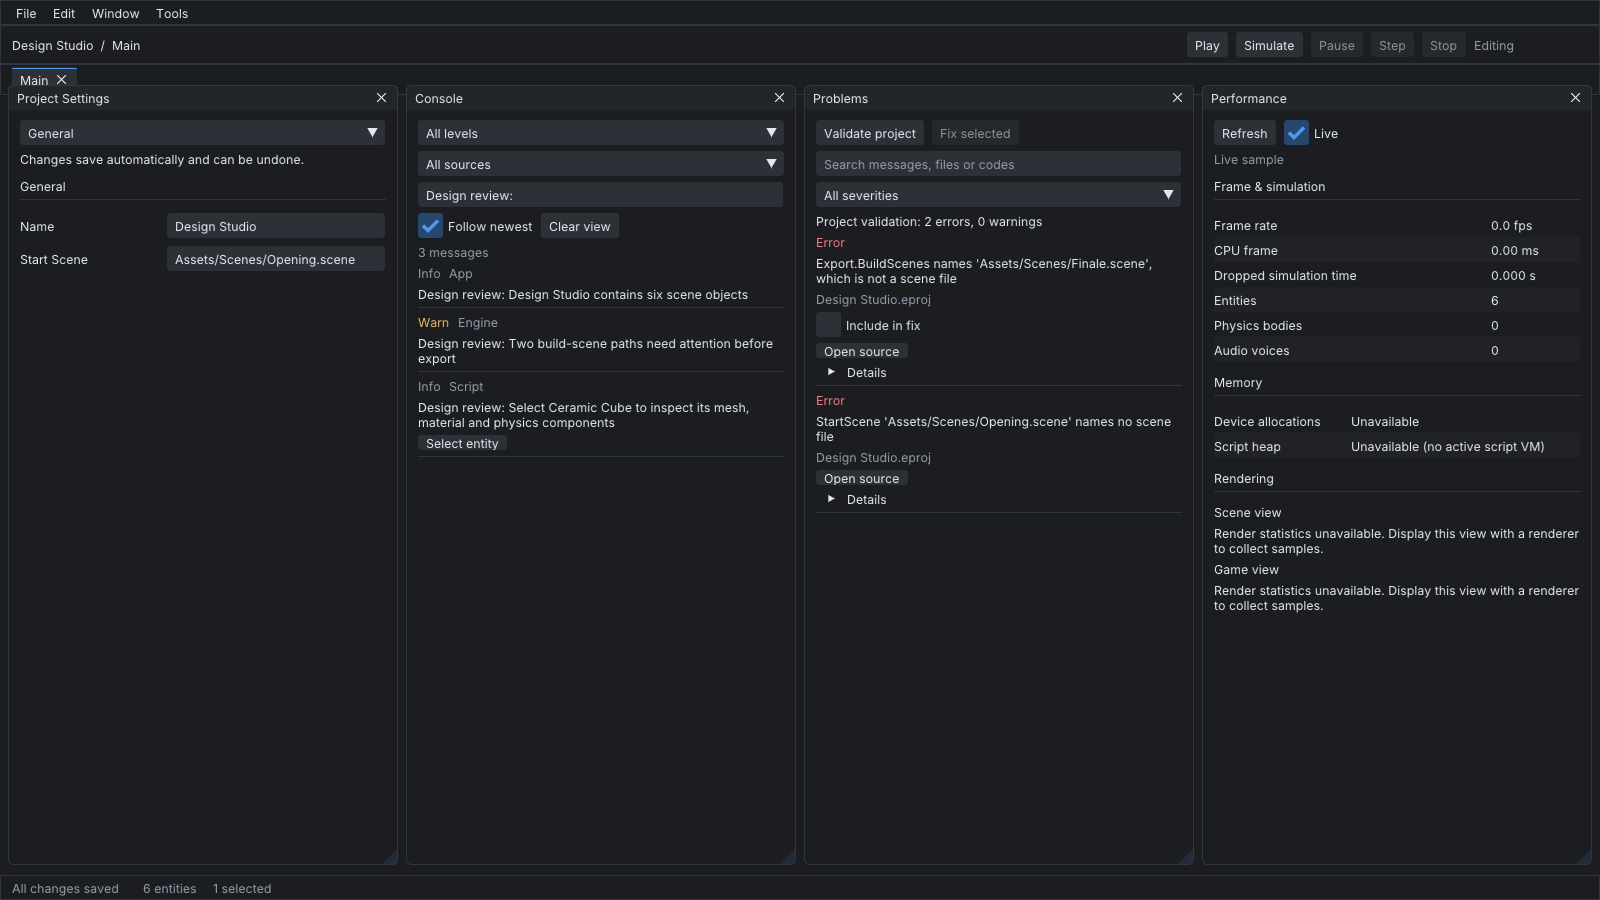 File Edit Window Tools
Design Studio / Main
Play Simulate Pause Step Stop Editing
Main
Project Settings
General
Changes save automatically and can be undone.
General
Name Design Studio
Start Scene Assets/Scenes/Opening.scene
Console
All levels
All sources
Design review:
Follow newest Clear view
3 messages
Info App
Design review: Design Studio contains six scene objects
Warn Engine
Design review: Two build-scene paths need attention before
export
Info Script
Design review: Select Ceramic Cube to inspect its mesh,
material and physics components
Select entity
Problems
Validate project Fix selected
Search messages, files or codes
All severities
Project validation: 2 errors, 0 warnings
Error
Export.BuildScenes names 'Assets/Scenes/Finale.scene',
which is not a scene file
Design Studio.eproj
Include in fix
Open source
Details
Error
StartScene 'Assets/Scenes/Opening.scene' names no scene
file
Design Studio.eproj
Open source
Details
Performance
Refresh Live
Live sample
Frame & simulation
Frame rate 0.0 fps
CPU frame 0.00 ms
Dropped simulation time 0.000 s
Entities 6
Physics bodies 0
Audio voices 0
Memory
Device allocations Unavailable
Script heap Unavailable (no active script VM)
Rendering
Scene view
Render statistics unavailable. Display this view with a renderer
to collect samples.
Game view
Render statistics unavailable. Display this view with a renderer
to collect samples.
All changes saved 6 entities 1 selected